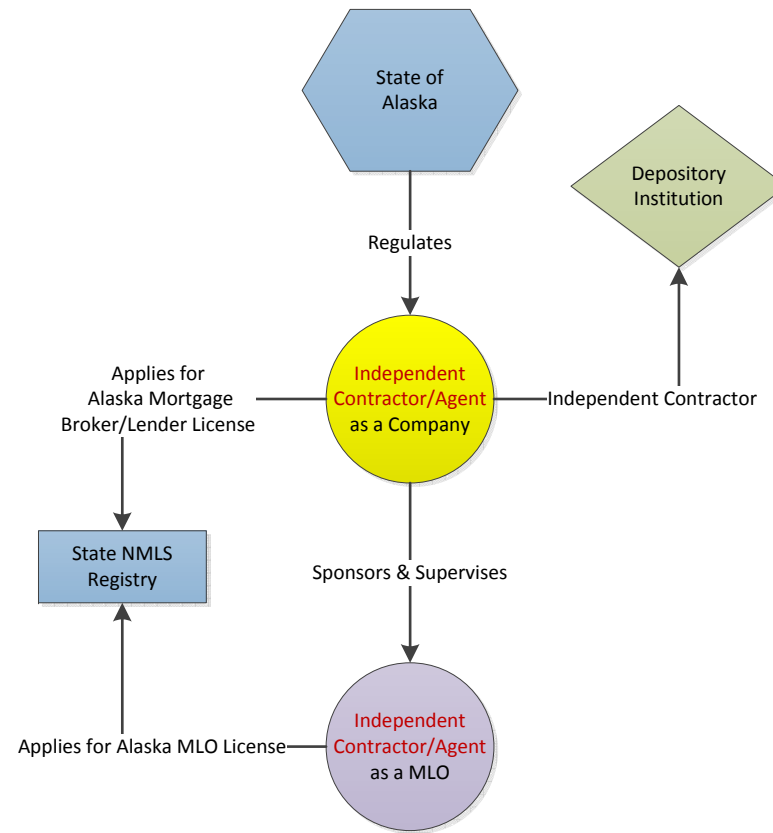 State of
Alaska
Depository
Institution
Regulates
Applies for
Alaska Mortgage
Broker/Lender License
Independent
Contractor/Agent
as a Company
Independent Contractor
State NMLS
Registry
Sponsors & Supervises
Applies for Alaska MLO License
Independent
Contractor/Agent
as a MLO